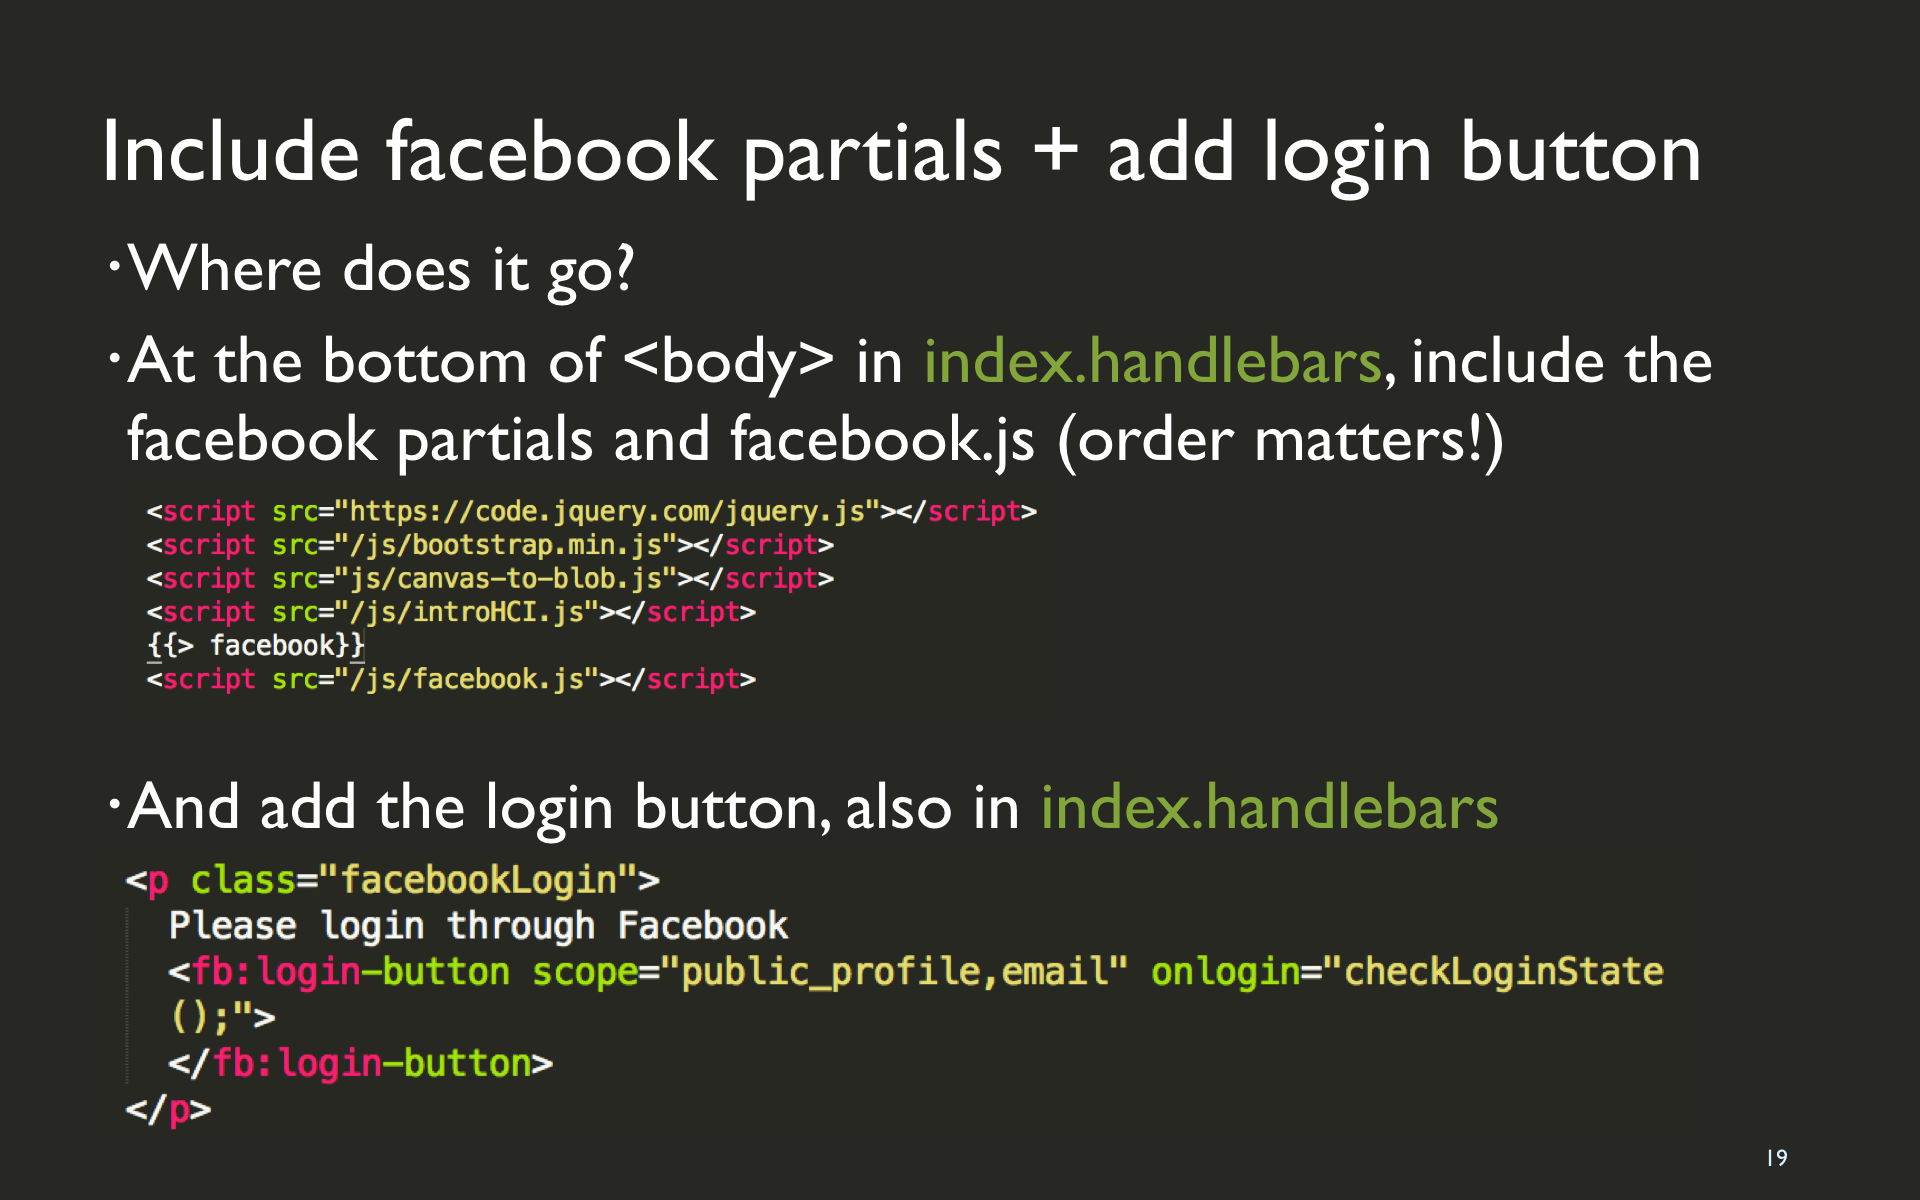 Include facebook partials + add login button
•Where does it go?
•At the bottom of <body> in index.handlebars, include the
facebook partials and facebook.js (order matters!)
<script src="https://code.jquery.com/jquery.js"></script>
<script src="/js/bootstrap.min.js"></script>
<script src="js/canvas-to-blob.js"></script>
<script src="/js/introHCI.js"></script>
{{> facebook}}
<script src="/js/facebook.js"></script>
•And add the login button, also in index.handlebars
<p class="facebookLogin">
Please login through Facebook
<fb:login-button scope="public_profile,email" onlogin="checkLoginState
();">
</fb:login-button>
</p>
19